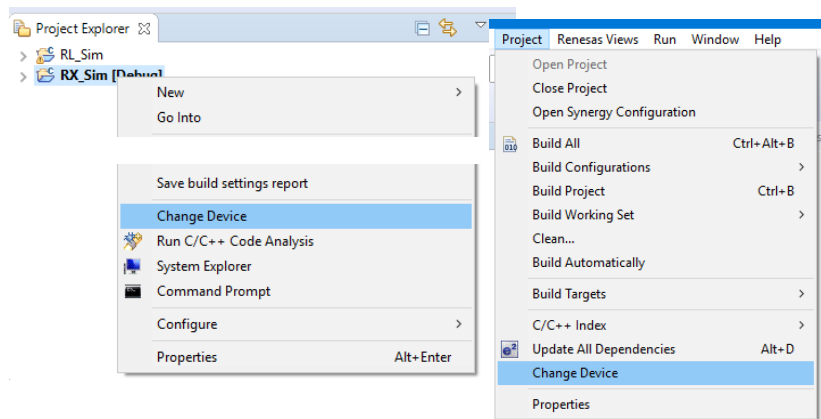 Project Explorer
RL_Sim
RX_Sim [Debug]
New
Go Into
Save build settings report
Change Device
Run C/C++ Code Analysis
System Explorer
Command Prompt
Configure
Properties Alt+Enter
Project Renesas Views Run Window Help
Open Project
Close Project
Open Synergy Configuration
Build All Ctrl+Alt+B
Build Configurations
Build Project Ctrl+B
Build Working Set
Clean...
Build Automatically
Build Targets
C/C++ Index
Update All Dependencies Alt+D
Change Device
Properties